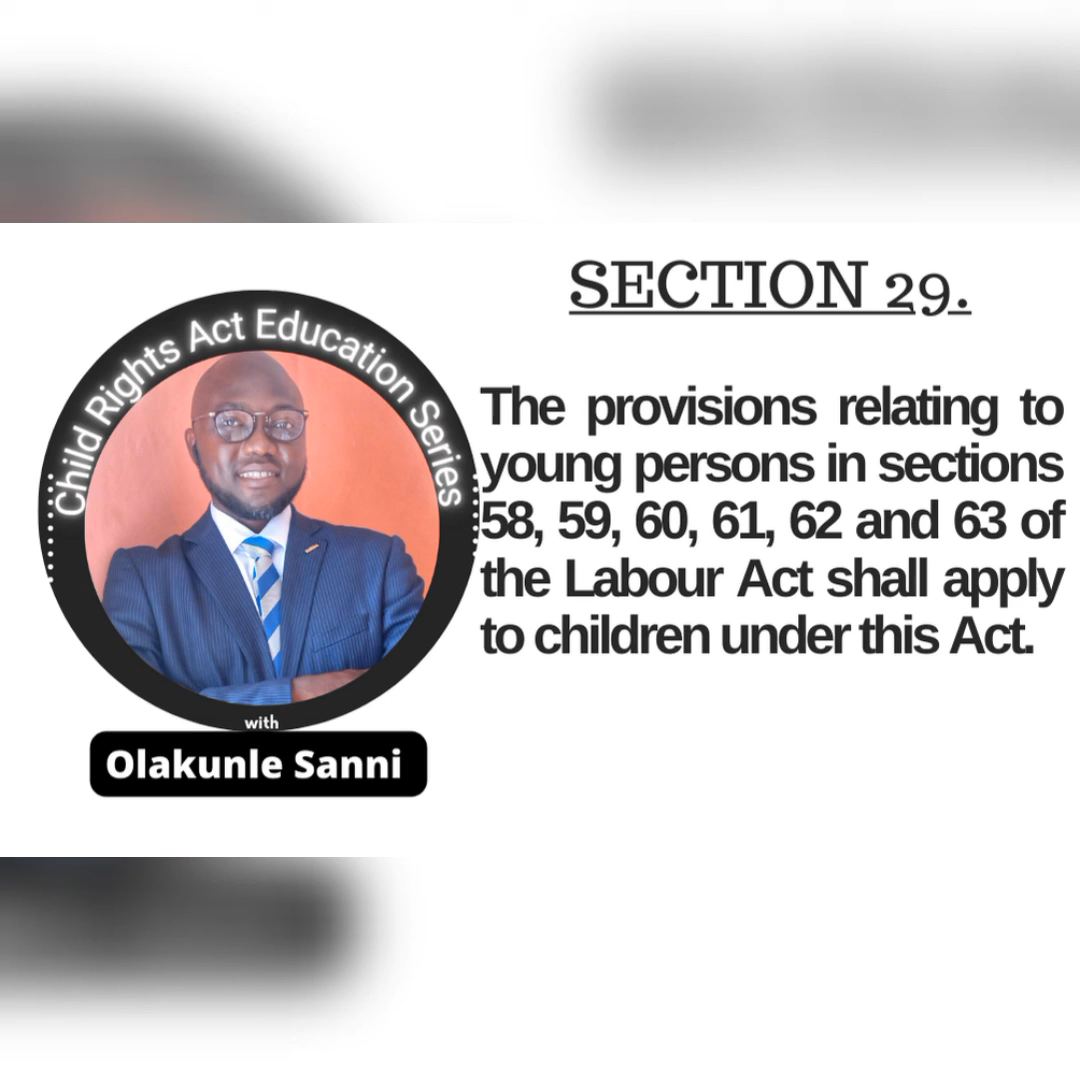 Child Rights Act Education Series
with
Olakunle Sanni
SECTION 29.
The provisions relating to
young persons in sections
58, 59, 60, 61, 62 and 63 of
the Labour Act shall apply
to children under this Act.